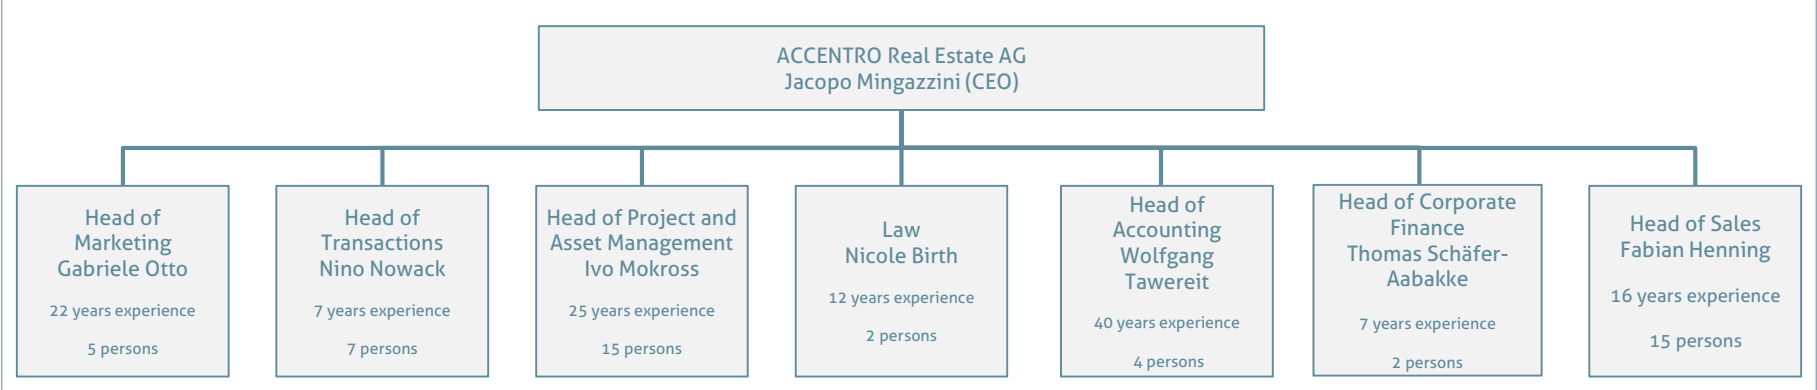 ACCENTRO Real Estate AG
Jacopo Mingazzini (CEO)
Head of
Marketing
Gabriele Otto
22 years experience
5 persons
Head of
Transactions
Nino Nowack
7 years experience
7 persons
Head of Project and
Asset Management
Ivo Mokross
25 years experience
15 persons
Law
Nicole Birth
12 years experience
2 persons
Head of
Accounting
Wolfgang
Tawereit
40 years experience
4 persons
Head of Corporate
Finance
Thomas Schäfer-
Aabakke
7 years experience
2 persons
Head of Sales
Fabian Henning
16 years experience
15 persons